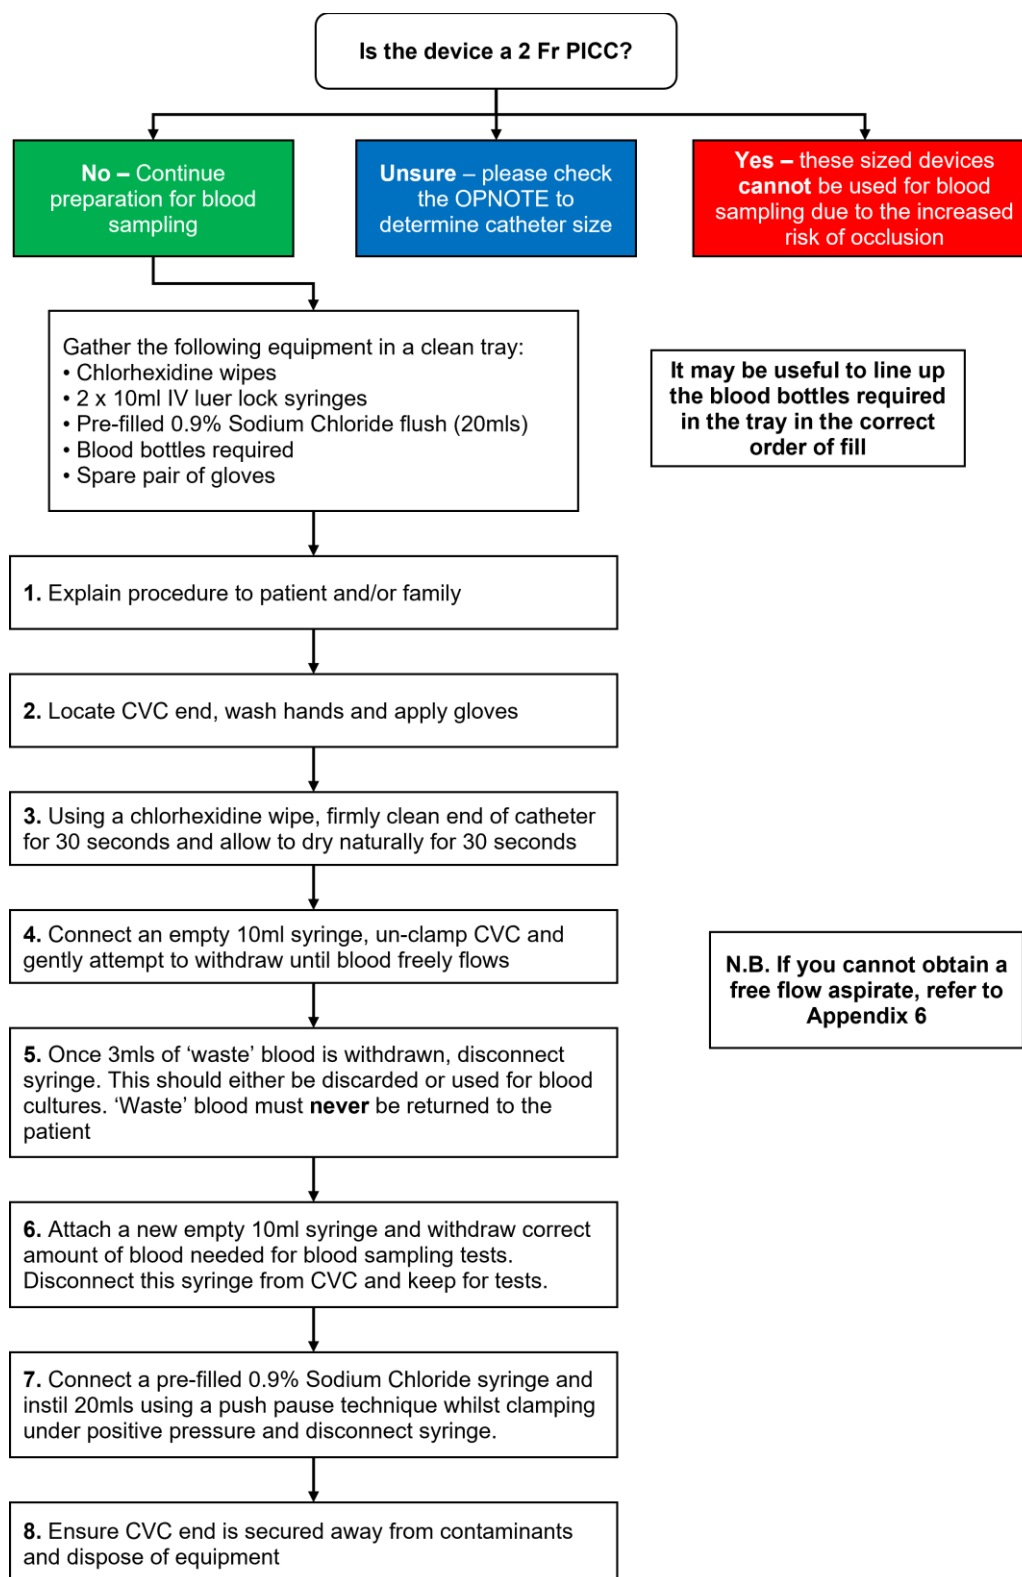 Is the device a 2 Fr PICC?
No – Continue
preparation for blood
sampling
Unsure – please check
the OPNOTE to
determine catheter size
Yes – these sized devices
cannot be used for blood
sampling due to the increased
risk of occlusion
Gather the following equipment in a clean tray:
• Chlorhexidine wipes
• 2 x 10ml IV luer lock syringes
• Pre-filled 0.9% Sodium Chloride flush (20mls)
• Blood bottles required
• Spare pair of gloves
It may be useful to line up
the blood bottles required
in the tray in the correct
order of fill
1. Explain procedure to patient and/or family
2. Locate CVC end, wash hands and apply gloves
3. Using a chlorhexidine wipe, firmly clean end of catheter
for 30 seconds and allow to dry naturally for 30 seconds
4. Connect an empty 10ml syringe, un-clamp CVC and
gently attempt to withdraw until blood freely flows
N.B. If you cannot obtain a
free flow aspirate, refer to
Appendix 6
5. Once 3mls of ‘waste’ blood is withdrawn, disconnect
syringe. This should either be discarded or used for blood
cultures. ‘Waste’ blood must never be returned to the
patient
6. Attach a new empty 10ml syringe and withdraw correct
amount of blood needed for blood sampling tests.
Disconnect this syringe from CVC and keep for tests.
7. Connect a pre-filled 0.9% Sodium Chloride syringe and
instil 20mls using a push pause technique whilst clamping
under positive pressure and disconnect syringe.
8. Ensure CVC end is secured away from contaminants
and dispose of equipment